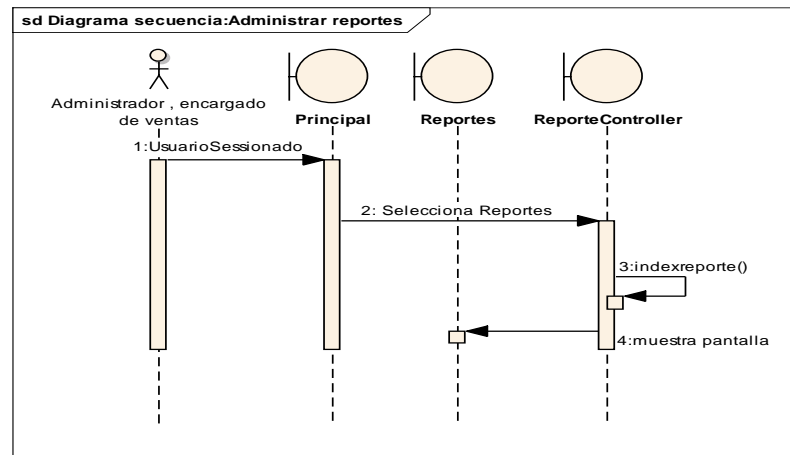 sd Diagrama secuencia:Administrar reportes
Administrador , encargado
de ventas
Principal
Reportes
ReporteController
1:UsuarioSessionado
2: Selecciona Reportes
3:indexreporte()
4:muestra pantalla